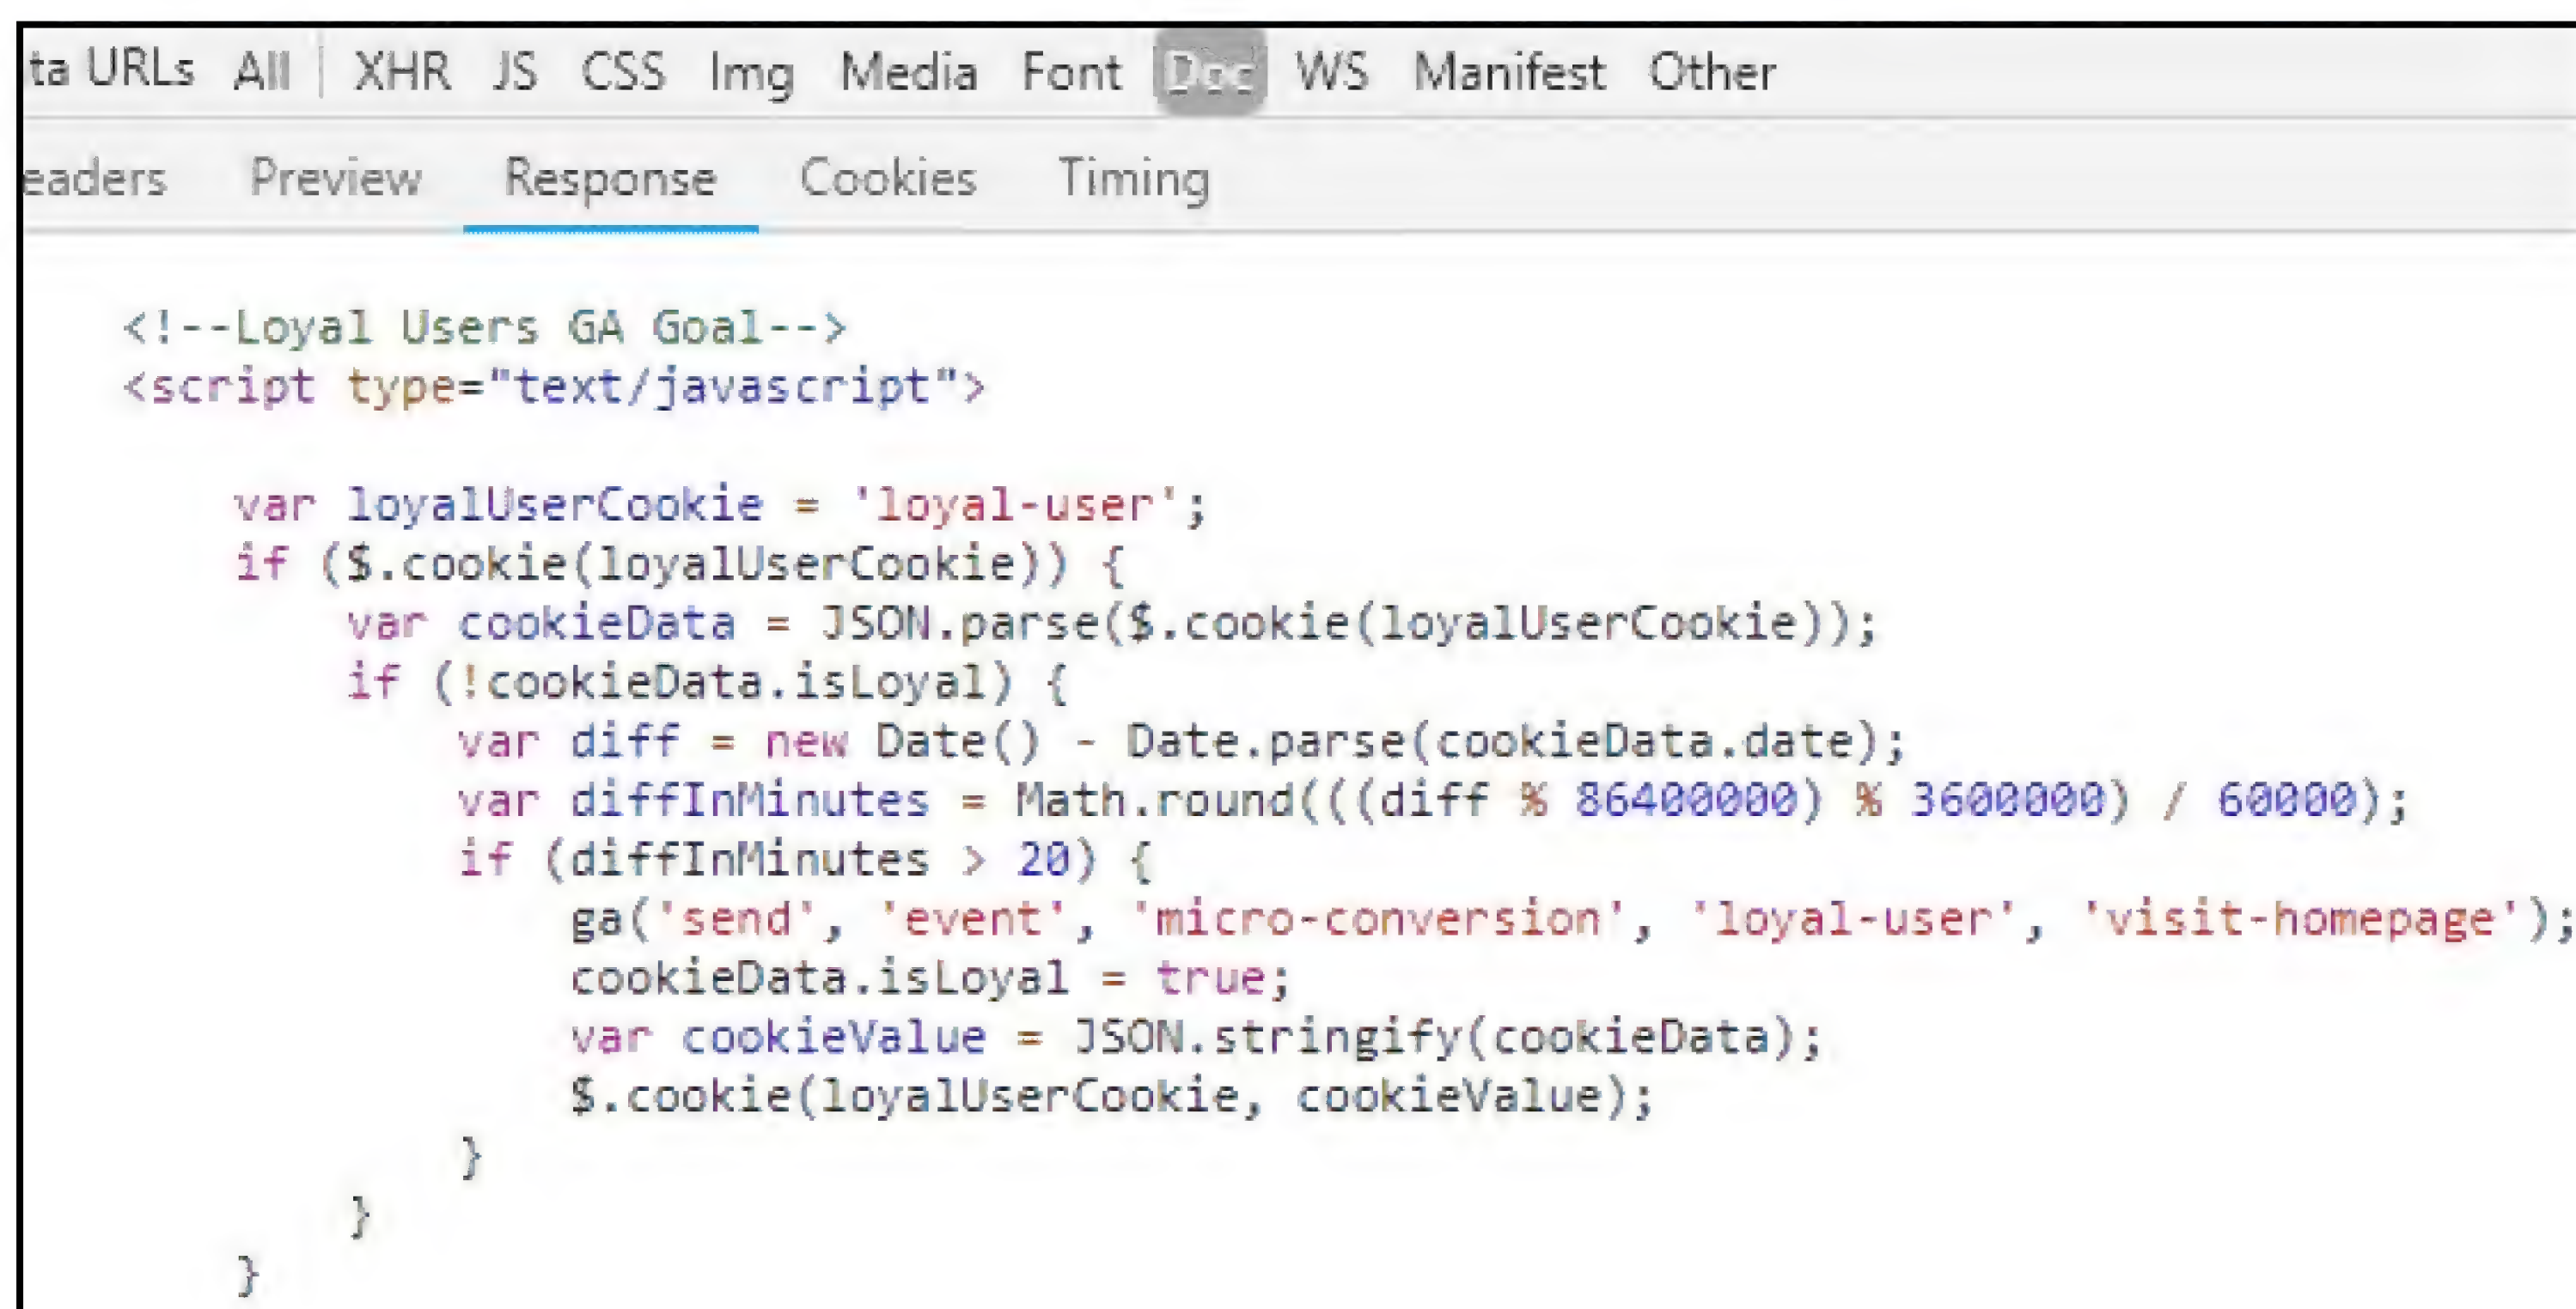 ta URLs All XHR JS CSS Img Media Font Doc WS Manifest Other
eaders Preview Response Cookies Timing
<!--Loyal Users GA Goal-->
<script type="text/javascript">
var loyalUserCookie = 'loyal-user';
if ($.cookie(loyalUserCookie)) {
var cookieData = JSON.parse($.cookie(loyalUserCookie));
if (!cookieData.isLoyal) {
var diff = new Date() - Date.parse(cookieData.date);
var diffInMinutes = Math.round(((diff % 86400000) % 3600000) / 60000);
if (diffInMinutes > 20) {
ga('send', 'event', 'micro-conversion', 'loyal-user', 'visit-homepage');
cookieData.isLoyal = true;
var cookieValue = JSON.stringify(cookieData);
$.cookie(loyalUserCookie, cookieValue);
}
}
}